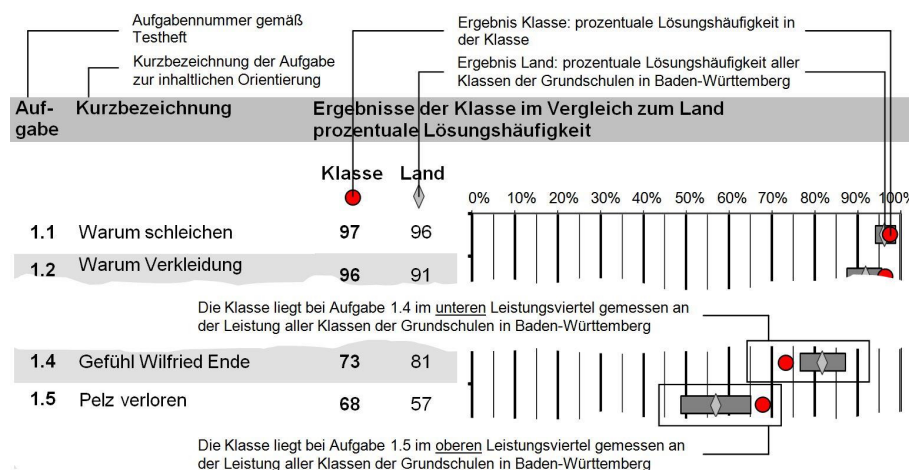 Aufgabennummer gemäß
Testheft
Kurzbezeichnung der Aufgabe
zur inhaltlichen Orientierung
Ergebnis Klasse: prozentuale Lösungshäufigkeit in
der Klasse
Ergebnis Land: prozentuale Lösungshäufigkeit aller
Klassen der Grundschulen in Baden-Württemberg
Auf-
gabe
Kurzbezeichnung
Ergebnisse der Klasse im Vergleich zum Land
prozentuale Lösungshäufigkeit
Klasse Land
0% 10% 20% 30% 40% 50% 60% 70% 80% 90% 100%
1.1 Warum schleichen 97 96
1.2 Warum Verkleidung 96 91
Die Klasse liegt bei Aufgabe 1.4 im unteren Leistungsviertel gemessen an
der Leistung aller Klassen der Grundschulen in Baden-Württemberg
1.4 Gefühl Wilfried Ende 73 81
1.5 Pelz verloren 68 57
Die Klasse liegt bei Aufgabe 1.5 im oberen Leistungsviertel gemessen an
der Leistung aller Klassen der Grundschulen in Baden-Württemberg